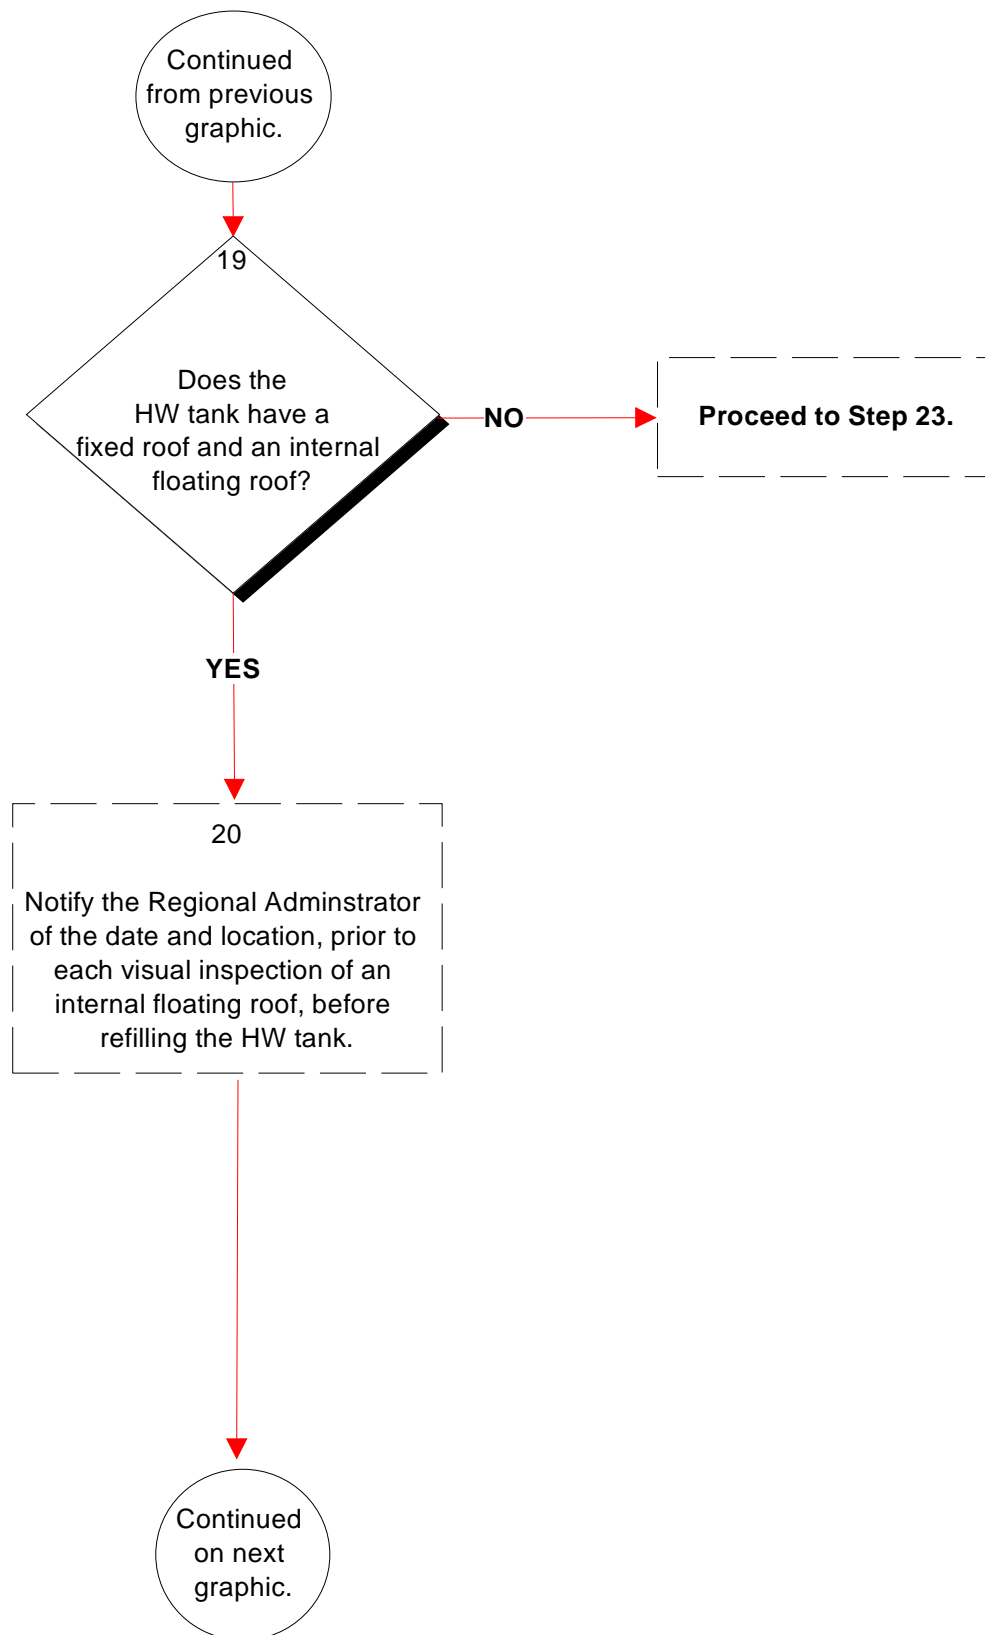 Continued
from previous
graphic.
19
Does the
HW tank have a
fixed roof and an internal
floating roof?
NO
Proceed to Step 23.
YES
20
Notify the Regional Adminstrator
of the date and location, prior to
each visual inspection of an
internal floating roof, before
refilling the HW tank.
Continued
on next
graphic.